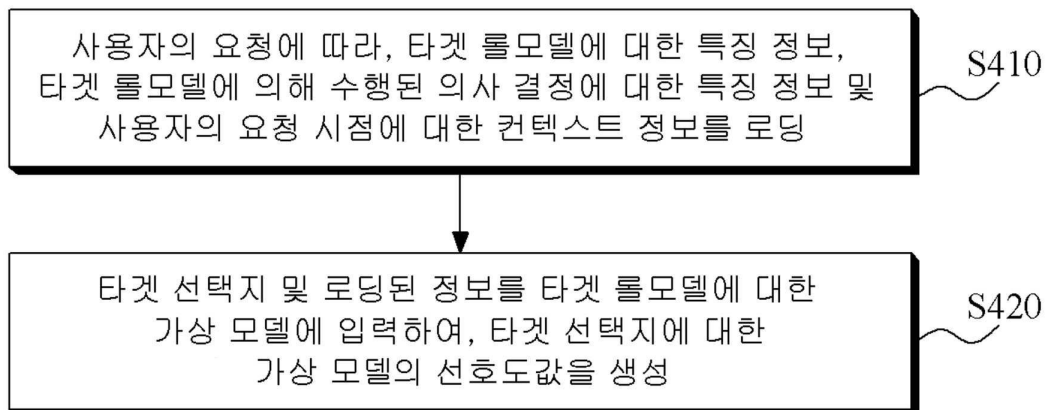 사용자의 요청에 따라, 타겟 롤모델에 대한 특징 정보,
타겟 롤모델에 의해 수행된 의사 결정에 대한 특징 정보 및
사용자의 요청 시점에 대한 컨텍스트 정보를 로딩
S410
타겟 선택지 및 로딩된 정보를 타겟 롤모델에 대한
가상 모델에 입력하여, 타겟 선택지에 대한
가상 모델의 선호도값을 생성
S420